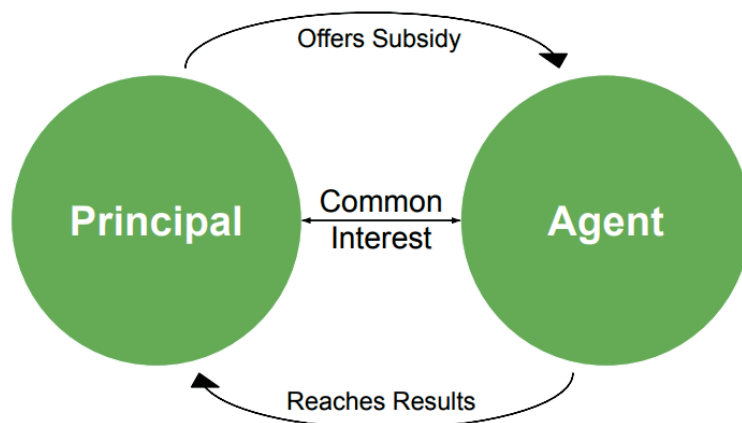 Offers Subsidy
Principal
Common
Interest
Agent
Reaches Results